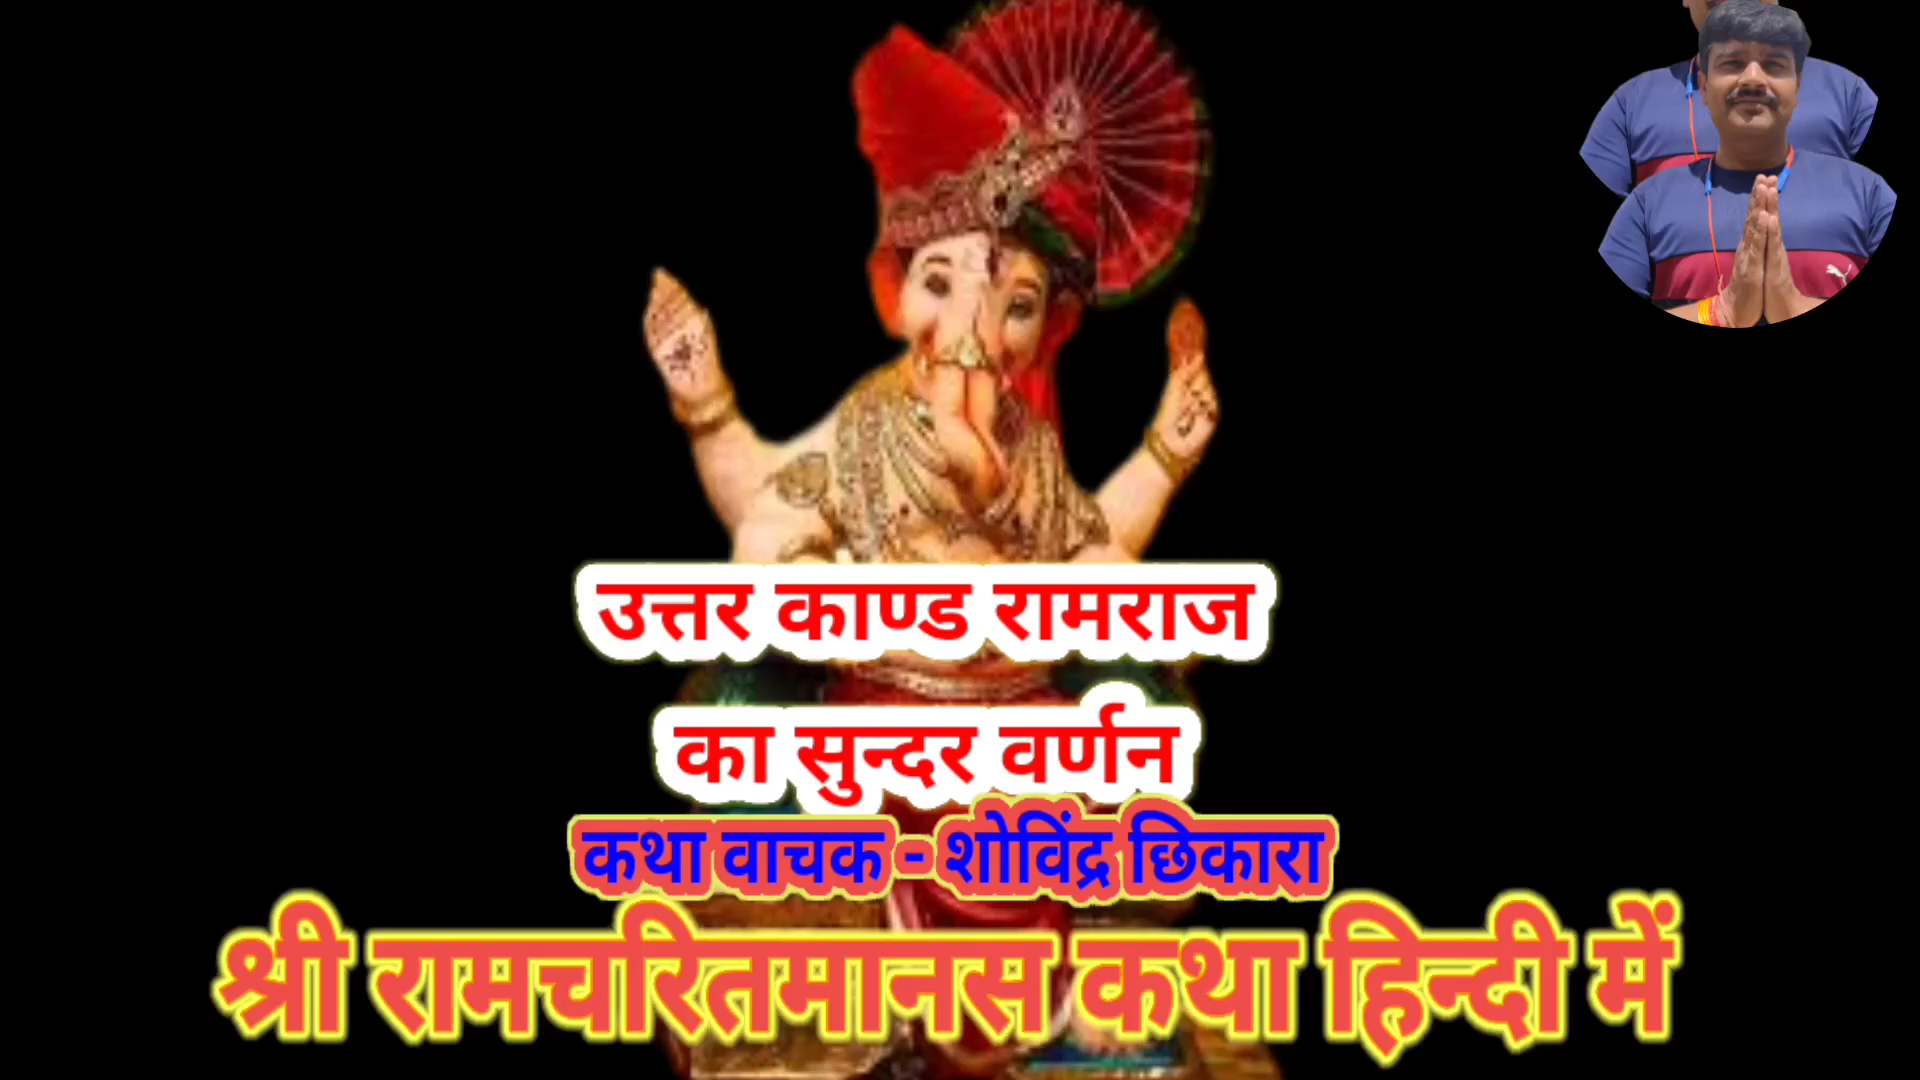 उत्तर काण्ड रामराज
का सुन्दर वर्णन
कथा वाचक - शोविंद्र छिकारा
श्री रामचरितमानस कथा हिन्दी में